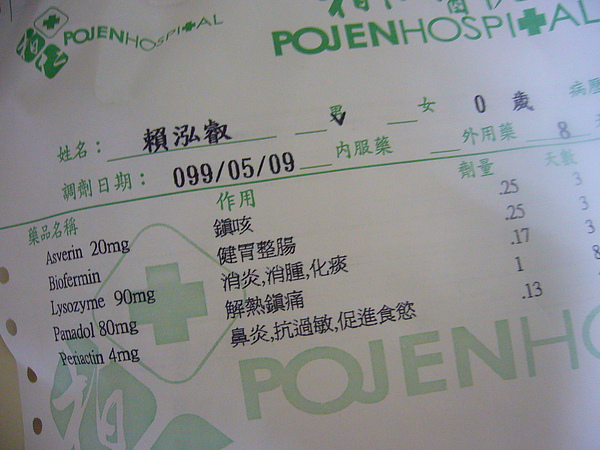 POJENHOSPITAL
POJENHOSPITAL
姓名： 賴泓叡 男 女 0 歲
調劑日期： 099/05/09 內服藥 外用藥 8
藥品名稱 作用 劑量 天數
Asverin 20mg 鎮咳 .25 3
Biofermin 健胃整腸 .25 3
Lysozyme 90mg 消炎,消腫,化痰 .17 3
Panadol 80mg 解熱鎮痛 1 8
Periactin 4mg 鼻炎,抗過敏,促進食慾 .13
POJENHO